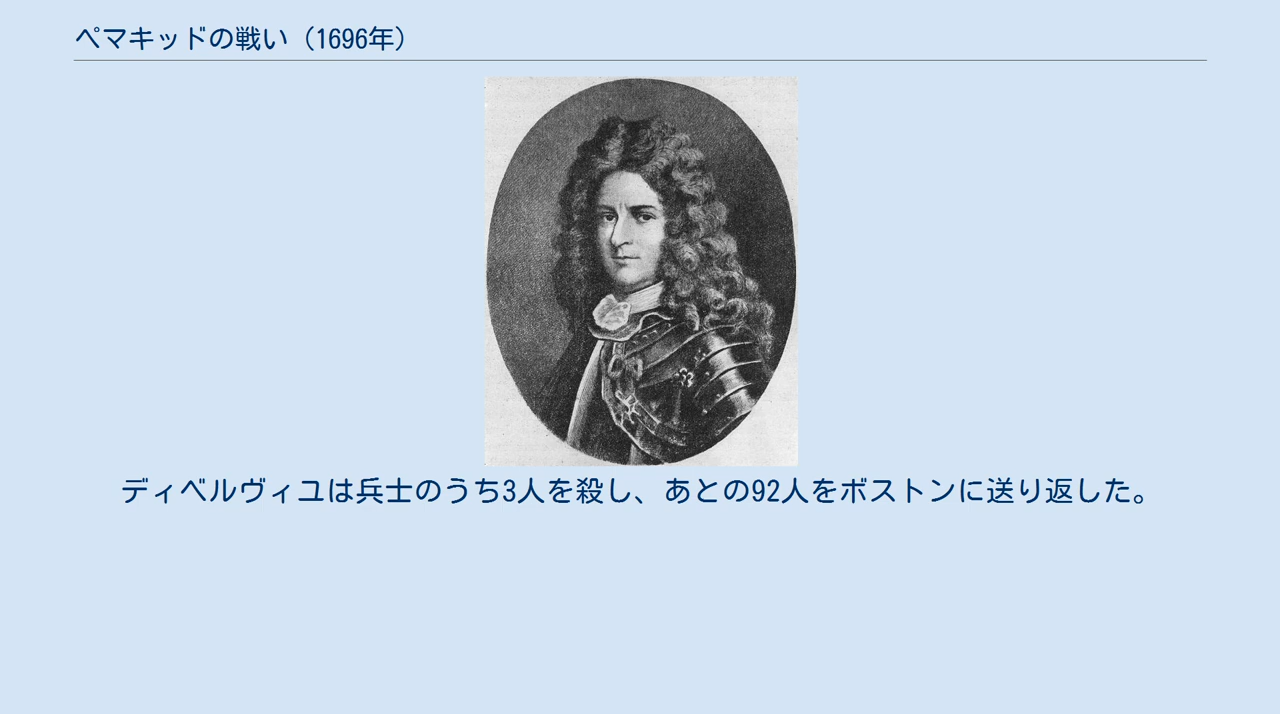 ペマキッドの戦い（1696年）
ディベルヴィユは兵士のうち3人を殺し、あとの92人をボストンに送り返した。